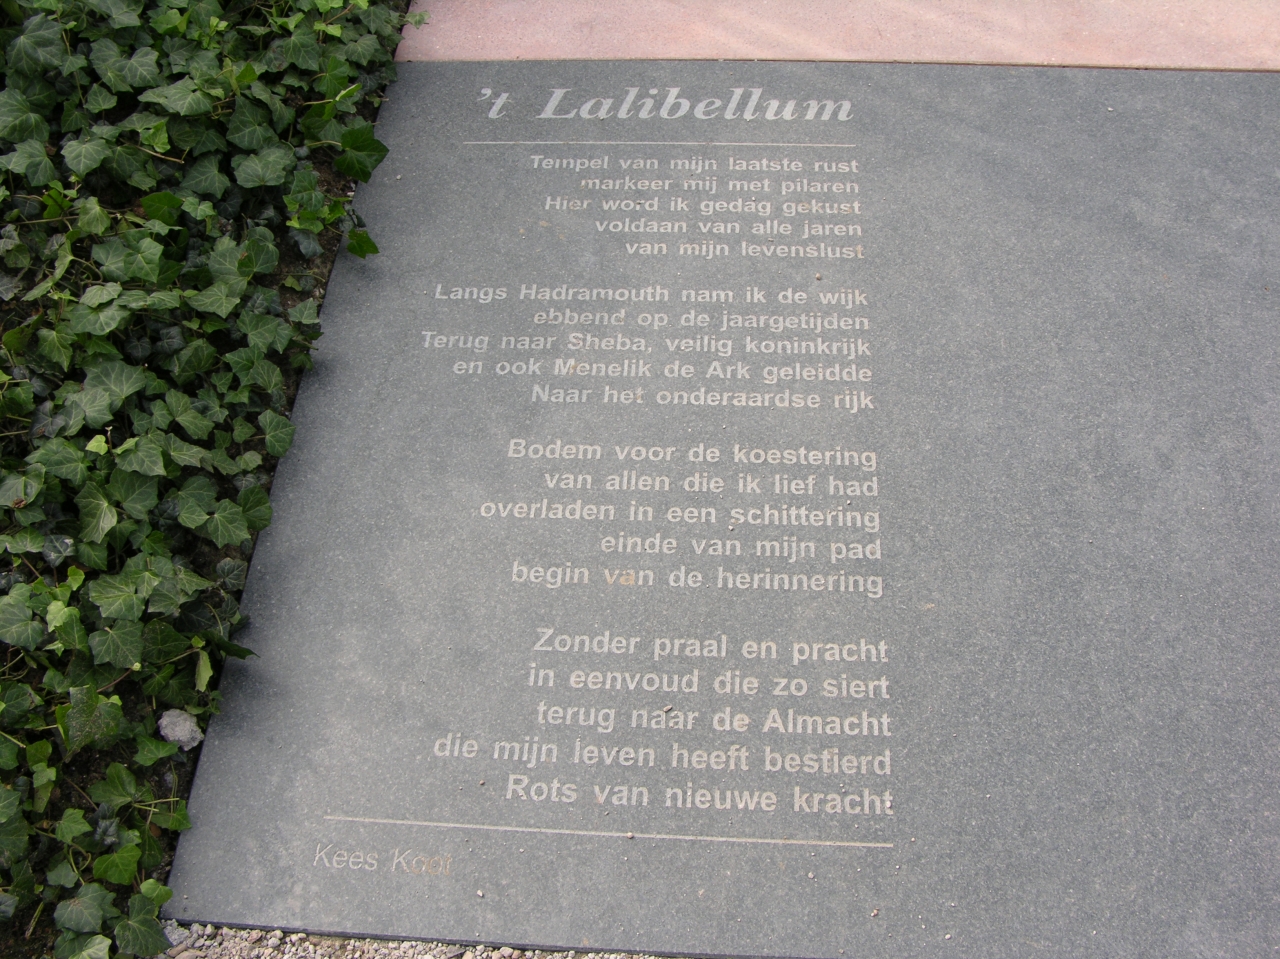 't Lalibellum
Tempel van mijn laatste rust
markeer mij met pilaren
Hier word ik gedag gekust
voldaan van alle jaren
van mijn levenslust
Langs Hadramouth nam ik de wijk
ebbend op de jaargetijden
Terug naar Sheba, veilig koninkrijk
en ook Menelik de Ark geleidde
Naar het onderaardse rijk
Bodem voor de koestering
van allen die ik lief had
overladen in een schittering
einde van mijn pad
begin van de herinnering
Zonder praal en pracht
in eenvoud die zo siert
terug naar de Almacht
die mijn leven heeft bestierd
Rots van nieuwe kracht
Kees